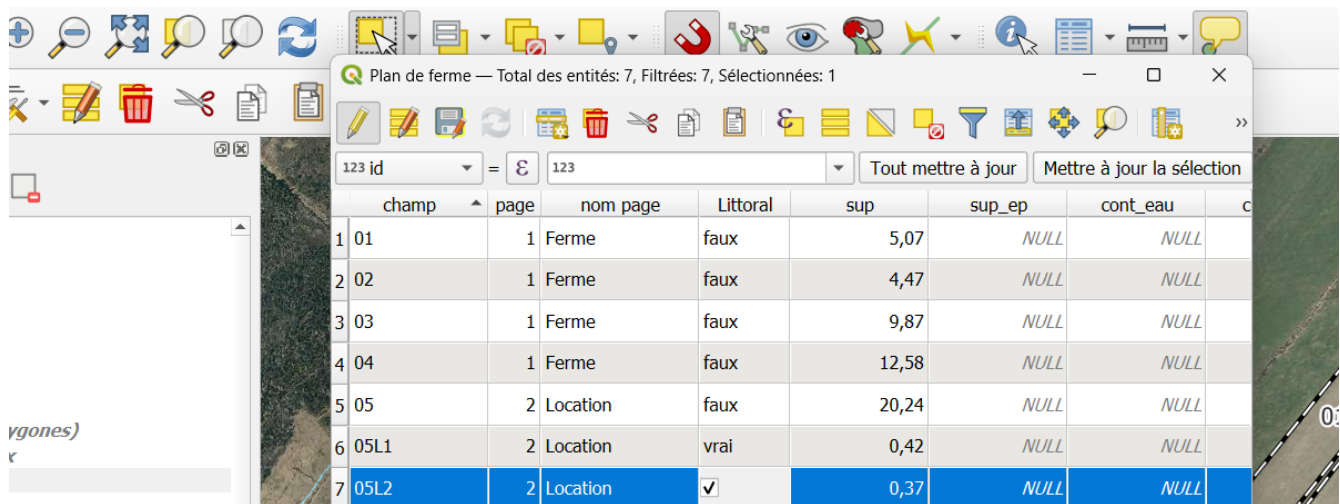 Plan de ferme — Total des entités: 7, Filtrées: 7, Sélectionnées: 1
123 id = ε 123 Tout mettre à jour Mettre à jour la sélection
champ page nom page Littoral sup sup_ep cont_eau c
1 01 1 Ferme faux 5,07 NULL NULL
2 02 1 Ferme faux 4,47 NULL NULL
3 03 1 Ferme faux 9,87 NULL NULL
4 04 1 Ferme faux 12,58 NULL NULL
5 05 2 Location faux 20,24 NULL NULL
ygones) 01
6 05L1 2 Location vrai 0,42 NULL NULL
x
7 05L2 2 Location 0,37 NULL NULL